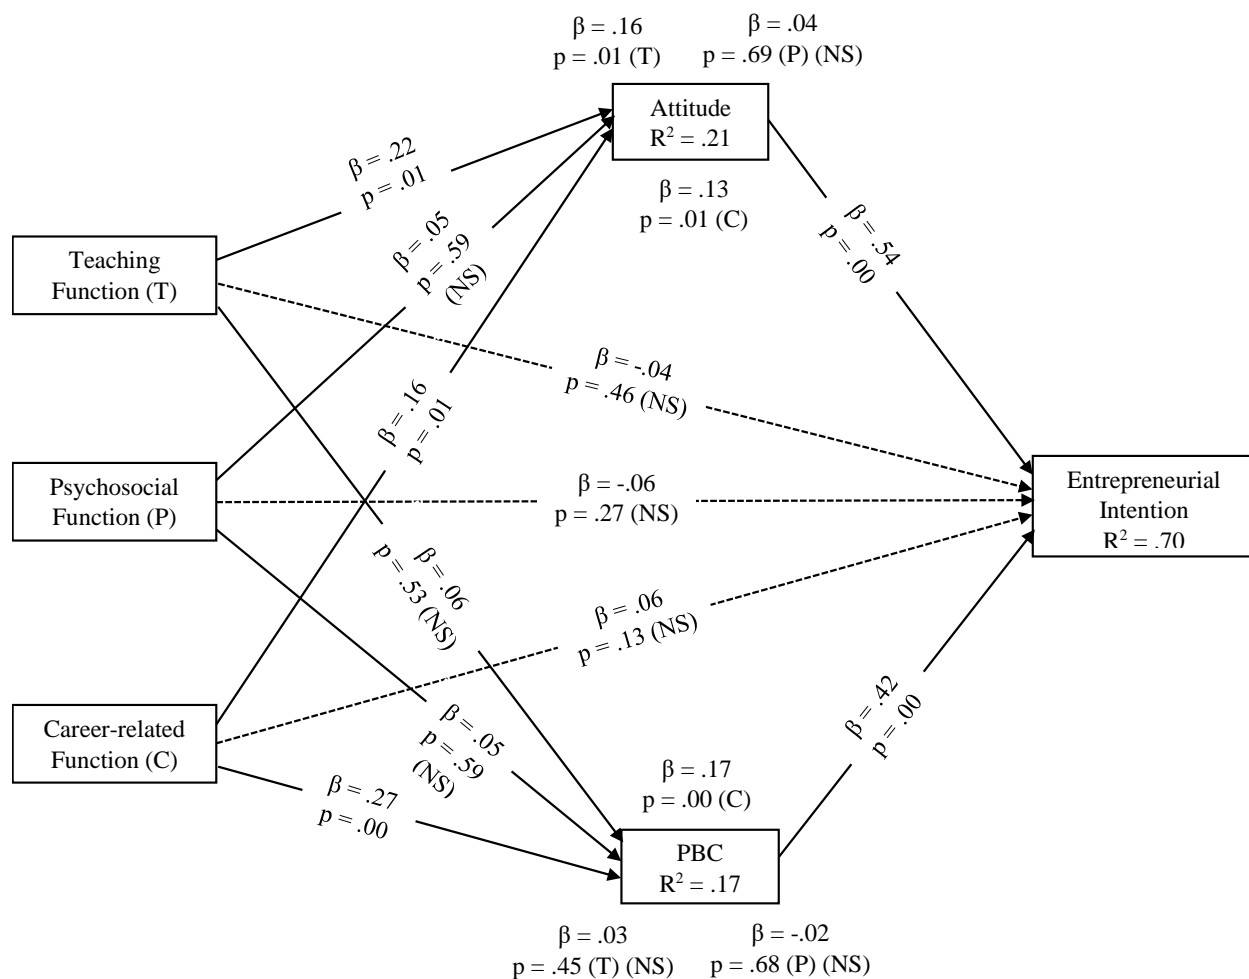 β = .16
p = .01 (T)
β = .04
p = .69 (P) (NS)
Attitude
R² = .21
β = .13
p = .01 (C)
β = .22
p = .01
β = .05
p = .59
(NS)
β = .54
p = .00
Teaching
Function (T)
β = -.04
p = .46 (NS)
β = .16
p = .01
Psychosocial
Function (P)
β = -.06
p = .27 (NS)
Entrepreneurial
Intention
R² = .70
β = .06
p = .53 (NS)
β = .06
p = .13 (NS)
Career-related
Function (C)
β = .05
p = .59
(NS)
β = .42
p = .00
β = .27
p = .00
β = .17
p = .00 (C)
PBC
R² = .17
β = .03
p = .45 (T) (NS)
β = -.02
p = .68 (P) (NS)